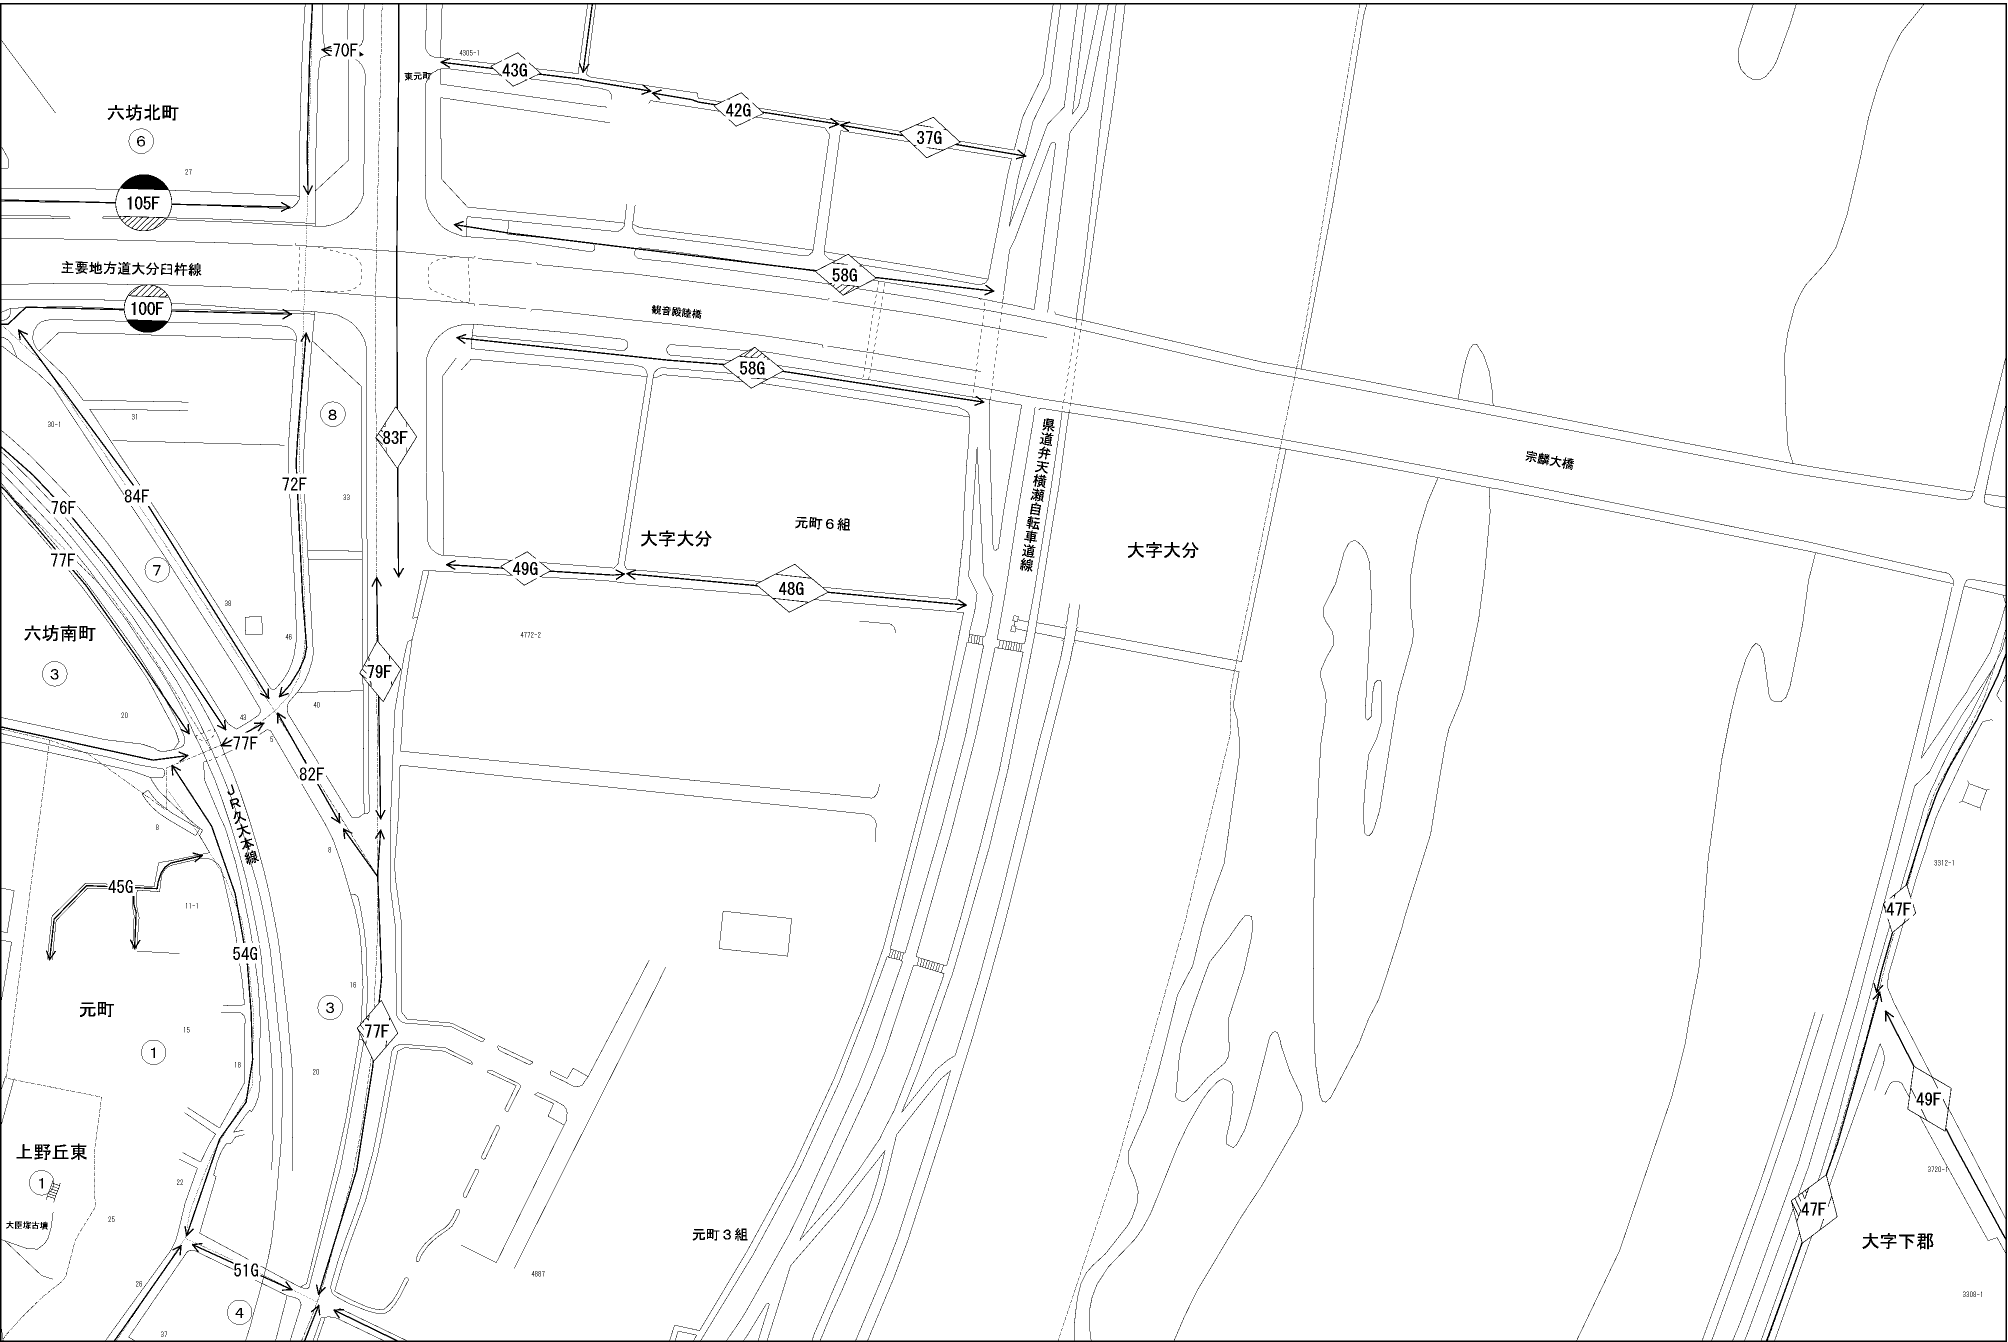 70F
4305-1
東元町
43G
42G
37G
六坊北町
6
27
105F
主要地方道大分臼杵線
58G
100F
観音殿陸橋
58G
31
30-1
8
83F
県道弁天横瀬自転車道線
宗麟大橋
84F
72F
33
76F
元町6組
大字大分
大字大分
77F
7
49G
48G
38
六坊南町
46
4772-2
3
79F
40
20
43
5
77F
82F
JR久大本線
8
8
45G
11-1
3312-1
47F
54G
16
元町
3
15
77F
1
18
20
49F
上野丘東
1
22
3720-1
大臣塚古墳
25
47F
元町3組
大字下郡
51G
4887
26
3308-1
4
37